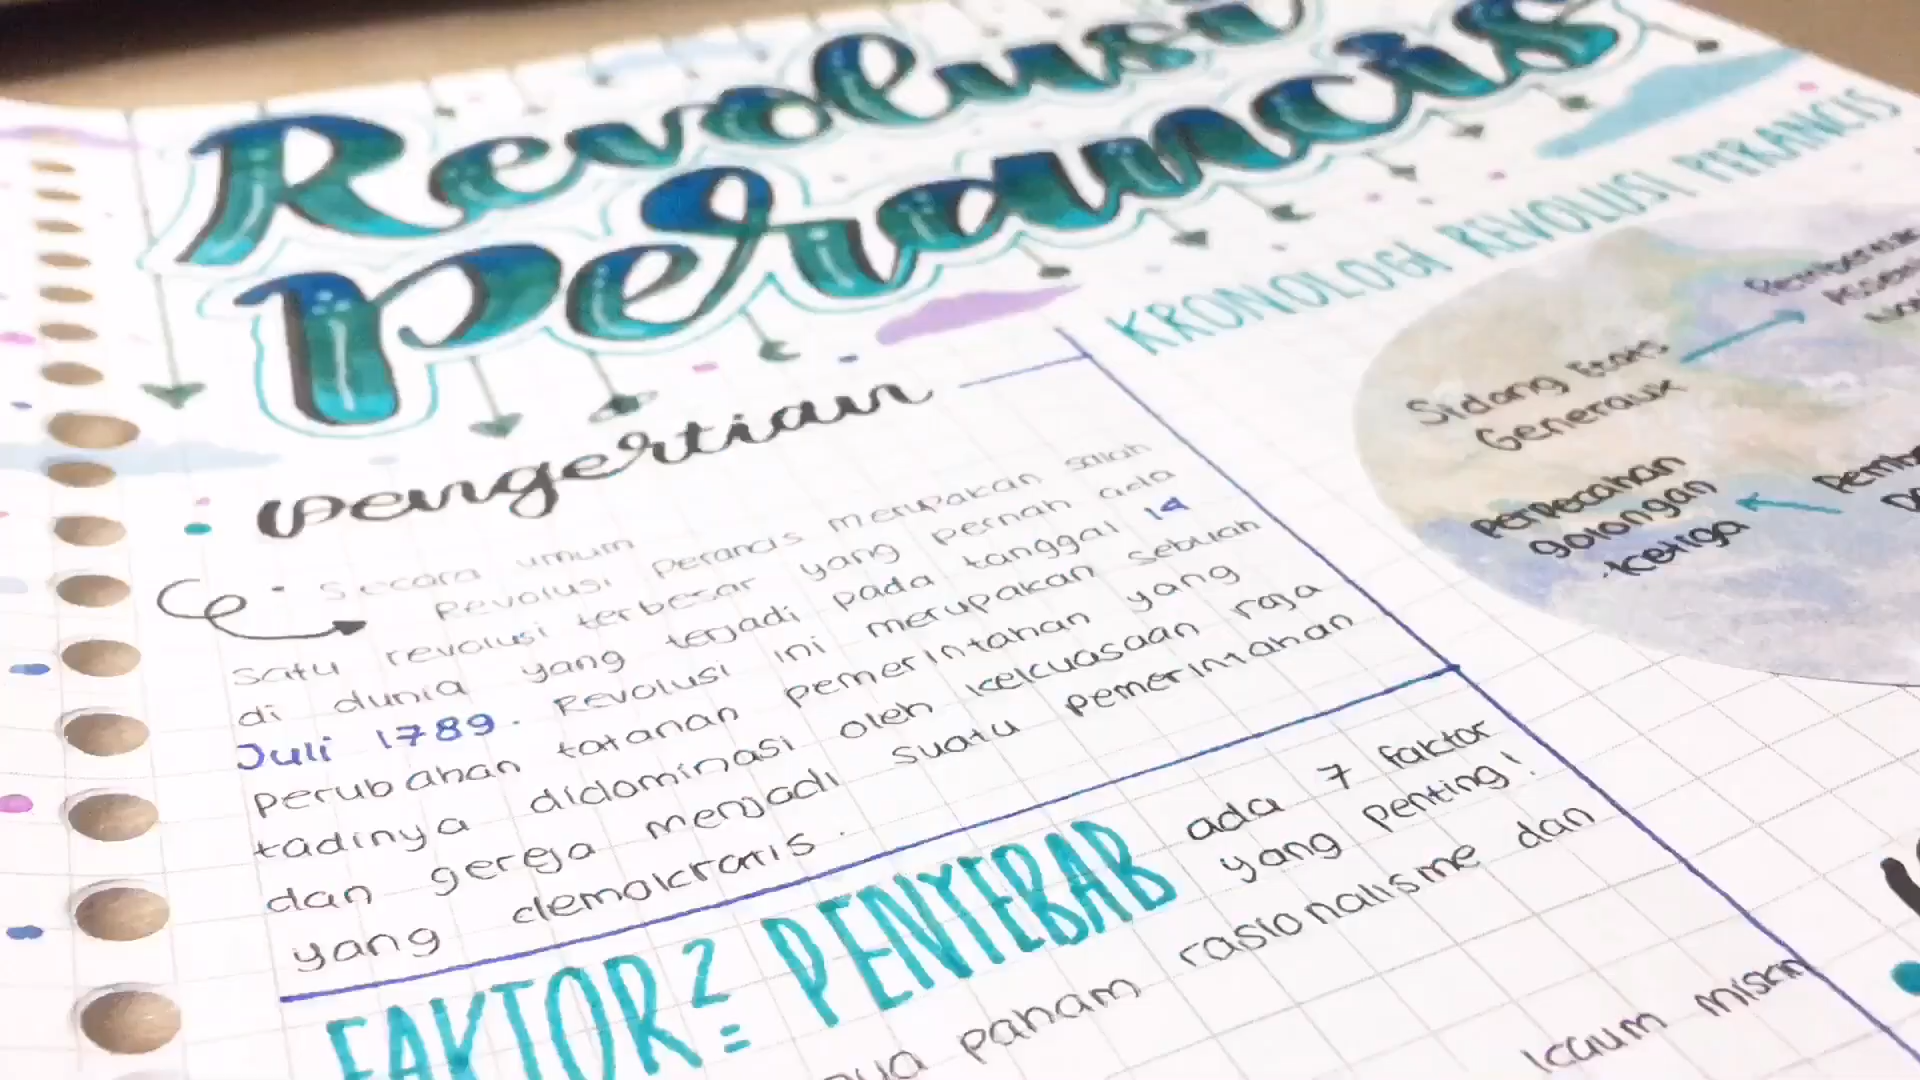 Revolusi
Perancis
pengertian
• Secara umum
Revolusi perancis merupakan salah
satu revolusi terbesar yang pernah ada
di dunia yang terjadi pada tanggal 14
Juli 1789. Revolusi ini merupakan sebuah
perubahan tatanan pemerintahan yang
tadinya didominasi oleh kekuasaan raja
dan gereja menjadi suatu pemerintahan
yang demokratis.
FAKTOR² PENYEBAB ada 7 faktor
yang penting!
paham rasionalisme dan
kaum miskin
KRONOLOGI REVOLUSI PERANCIS
Sidang Etats
Generaux
perpecahan
golongan
ketiga